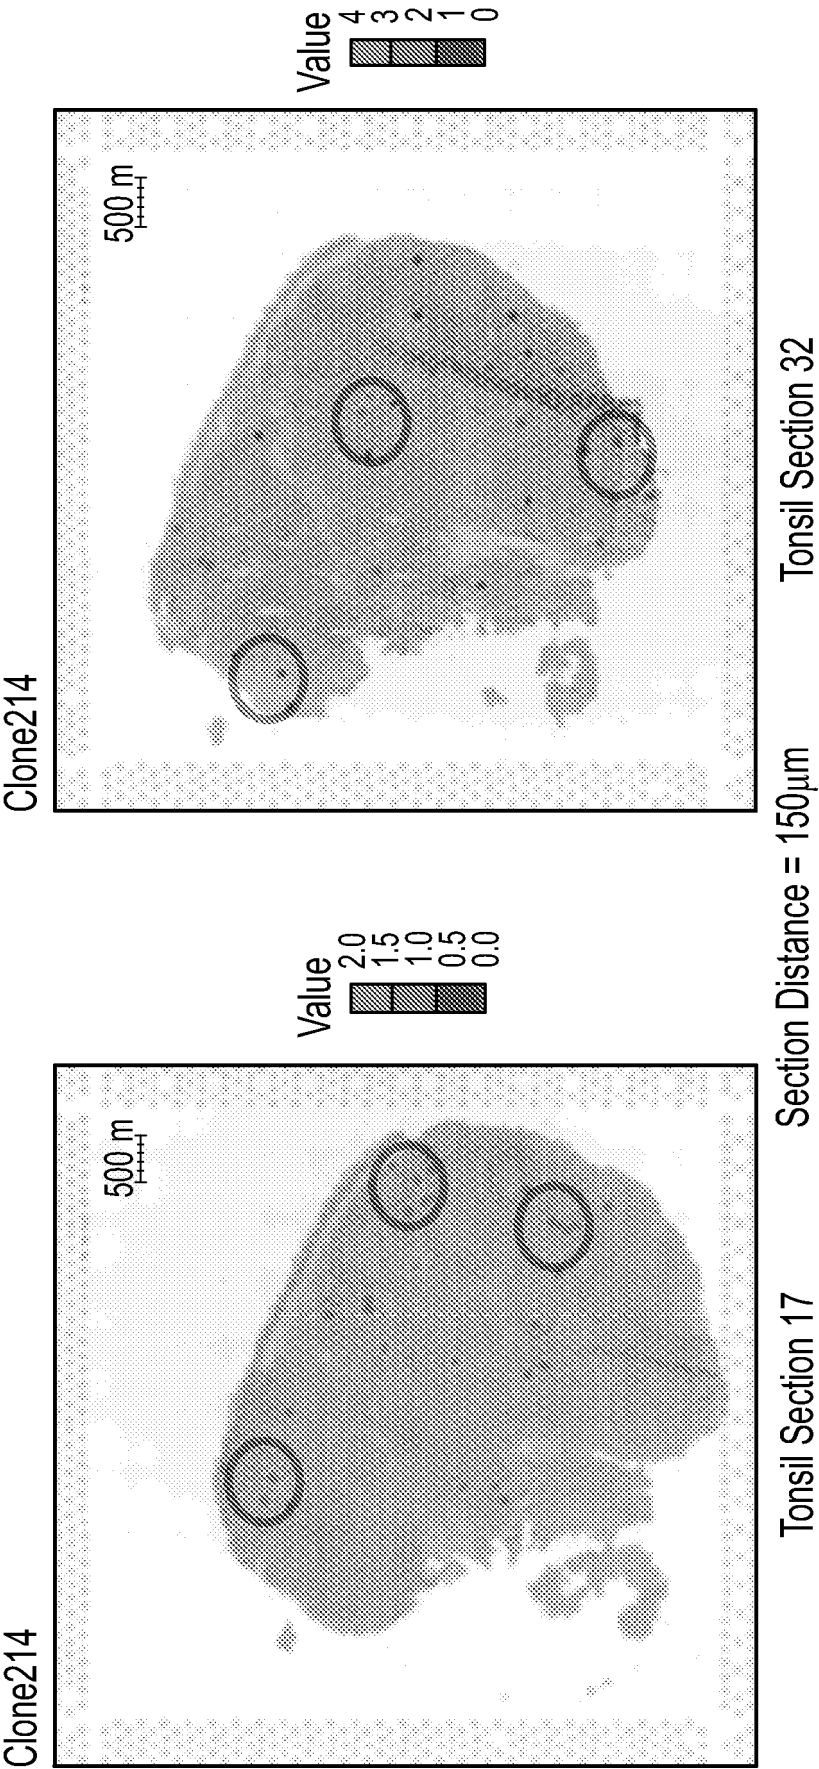 Clone214
500 m
Value
2.0
1.5
1.0
0.5
0.0
Tonsil Section 17
Section Distance = 150µm
Clone214
500 m
Value
4
3
2
1
0
Tonsil Section 32